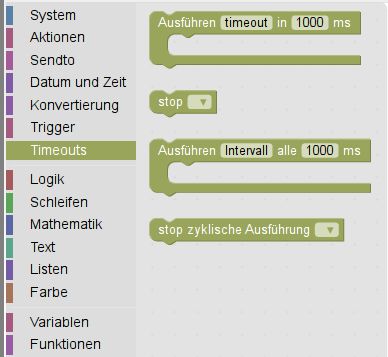 System
Aktionen
Sendto
Datum und Zeit
Konvertierung
Trigger
Timeouts
Logik
Schleifen
Mathematik
Text
Listen
Farbe
Variablen
Funktionen
Ausführen timeout in 1000 ms
stop
Ausführen Intervall alle 1000 ms
stop zyklische Ausführung